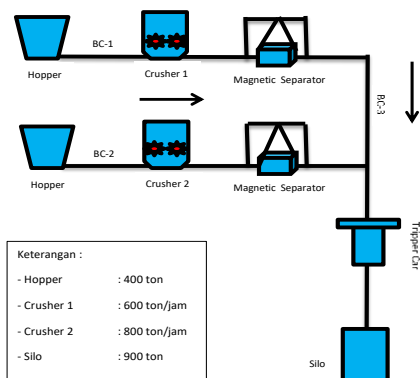 BC-1
Hopper
Crusher 1
Magnetic Separator
BC-3
BC-2
Hopper
Crusher 2
Magnetic Separator
Tripper Car
Keterangan :
- Hopper : 400 ton
- Crusher 1 : 600 ton/jam
- Crusher 2 : 800 ton/jam
- Silo : 900 ton
Silo